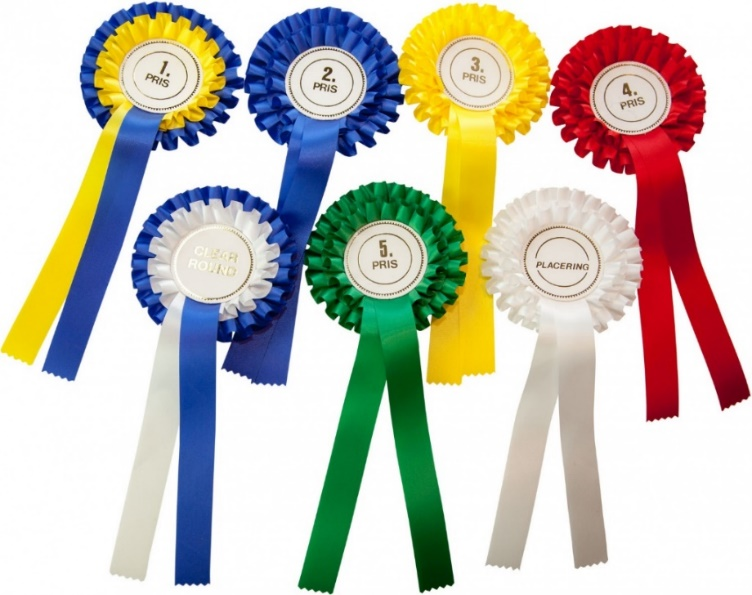 1.
PRIS
2.
PRIS
3.
PRIS
4.
PRIS
CLEAR
ROUND
5.
PRIS
PLACERING